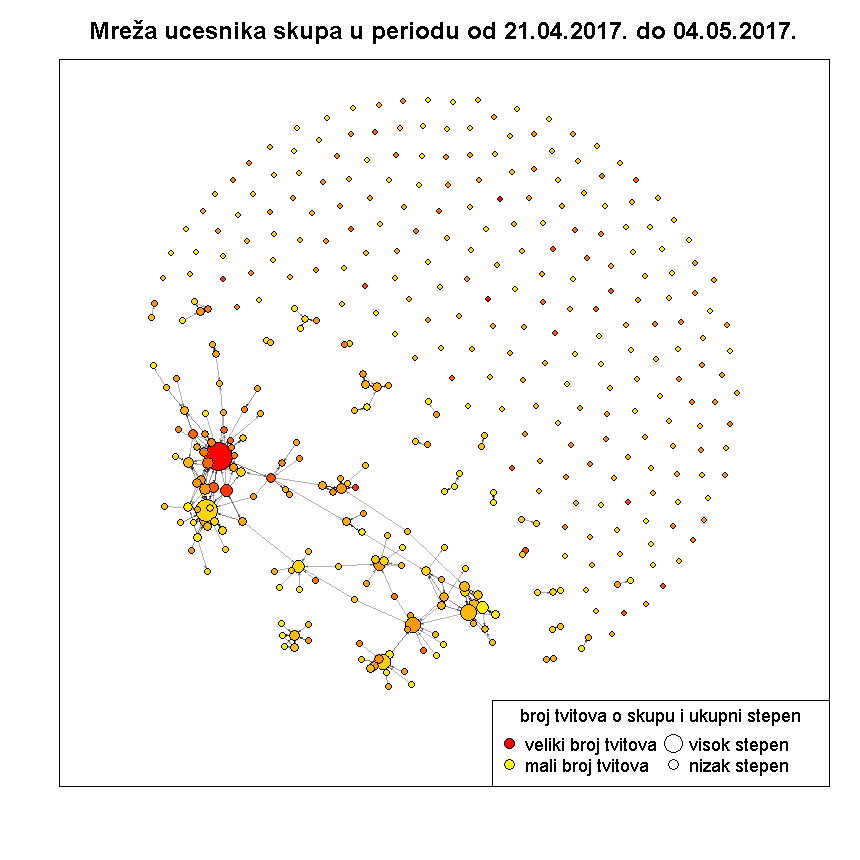 Mreža ucesnika skupa u periodu od 21.04.2017. do 04.05.2017.
broj tvitova o skupu i ukupni stepen
veliki broj tvitova visok stepen
mali broj tvitova nizak stepen